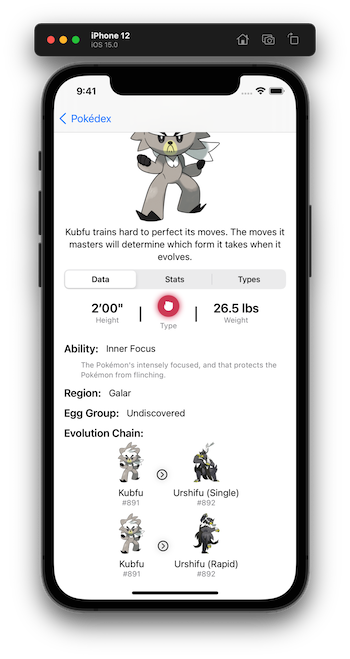 iPhone 12
iOS 15.0
9:41
Pokédex
Kubfu trains hard to perfect its moves. The moves it
masters will determine which form it takes when it
evolves.
Data Stats Types
2'00" 26.5 lbs
Height Type Weight
Ability: Inner Focus
The Pokémon's intensely focused, and that protects the
Pokémon from flinching.
Region: Galar
Egg Group: Undiscovered
Evolution Chain:
Kubfu Urshifu (Single)
#891 #892
Kubfu Urshifu (Rapid)
#891 #892